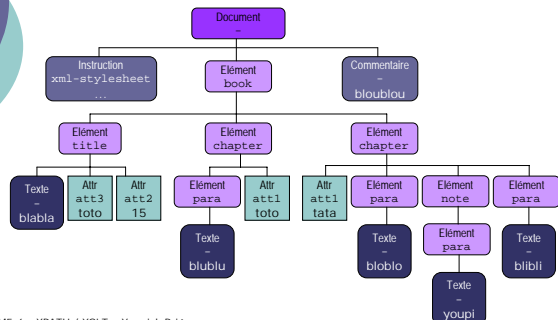 Document
–
Instruction
xml-stylesheet
...
Elément
book
Commentaire
–
bloublou
Elément
title
Elément
chapter
Elément
chapter
Texte
–
blabla
Attr
att3
toto
Attr
att2
15
Elément
para
Attr
att1
toto
Attr
att1
tata
Elément
para
Elément
note
Elément
para
Texte
–
blublu
Texte
–
bloblo
Elément
para
Texte
–
blibli
Texte
–
youpi